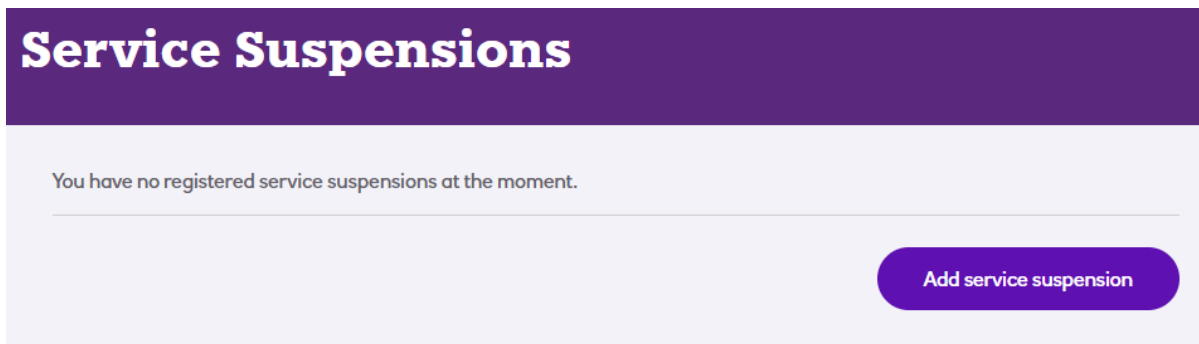 Service Suspensions
You have no registered service suspensions at the moment.
Add service suspension